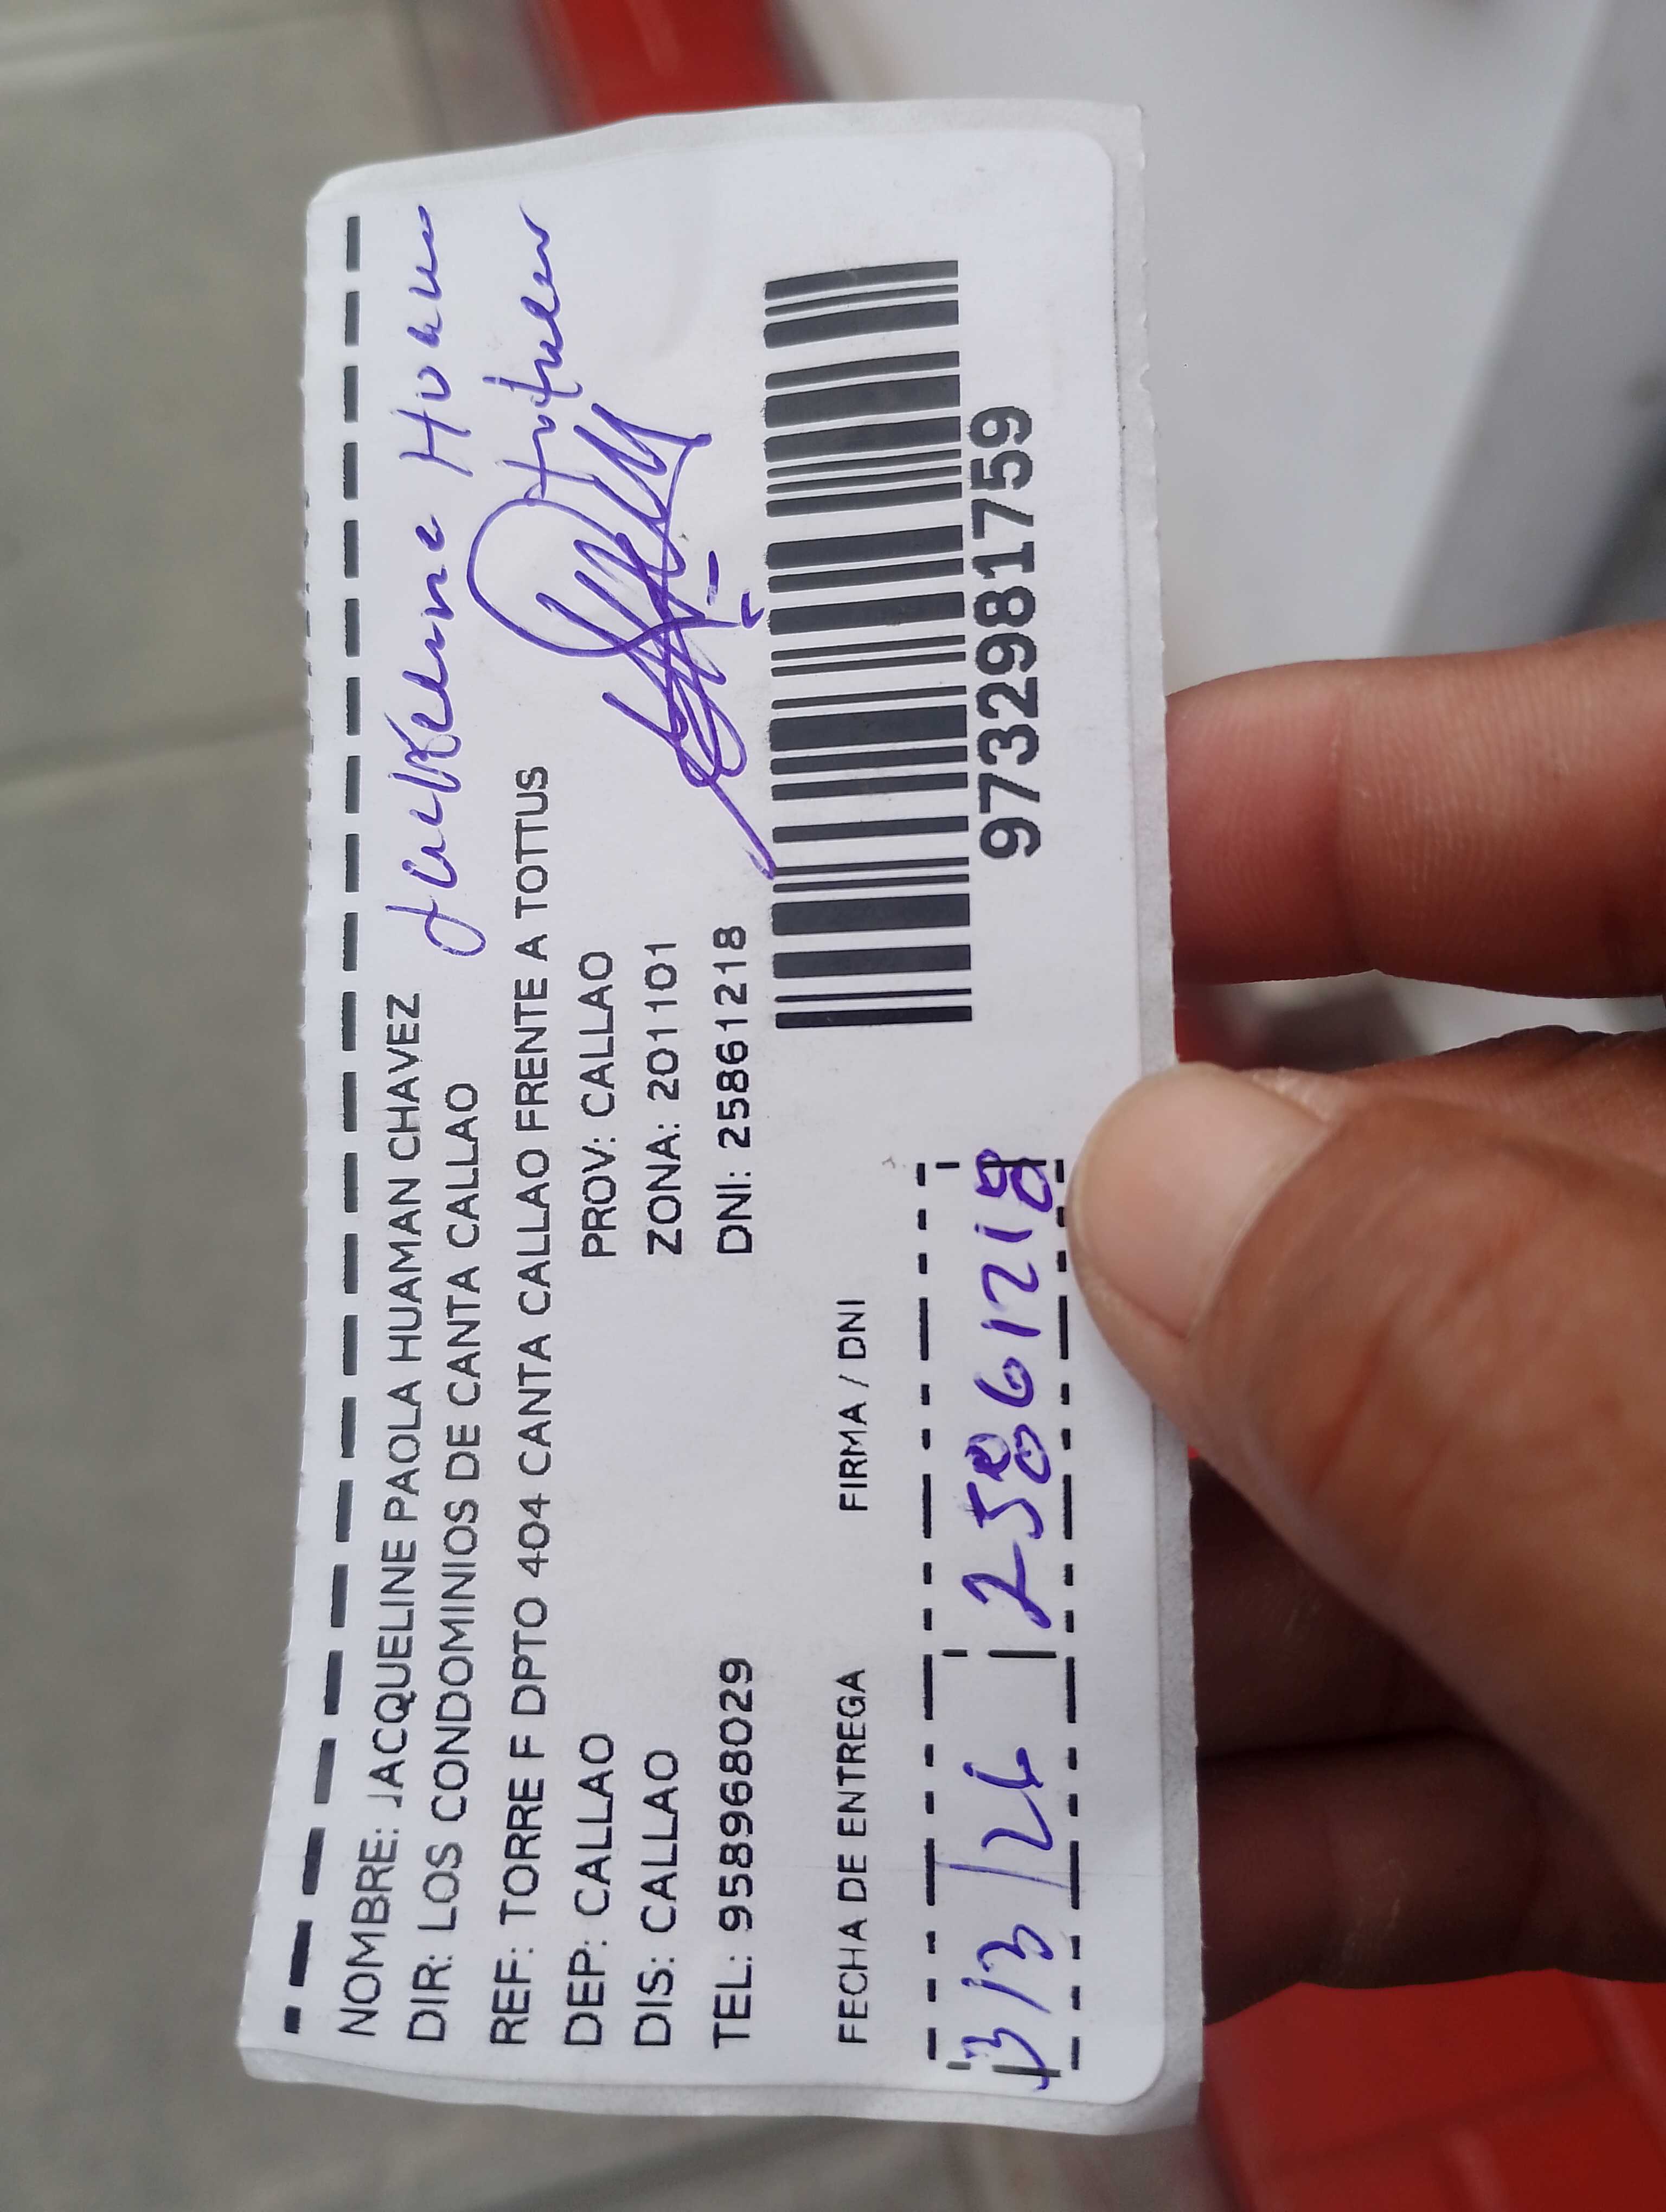 NOMBRE: JACQUELINE PAOLA HUAMAN CHAVEZ
DIR: LOS CONDOMINIOS DE CANTA CALLAO
REF: TORRE F DPTO 404 CANTA CALLAO FRENTE A TOTTUS
DEP: CALLAO PROV: CALLAO
DIS: CALLAO ZONA: 201101
TEL: 958968029 DNI: 25861218
9732981759
FECHA DE ENTREGA FIRMA / DNI
3/3/26 25861218